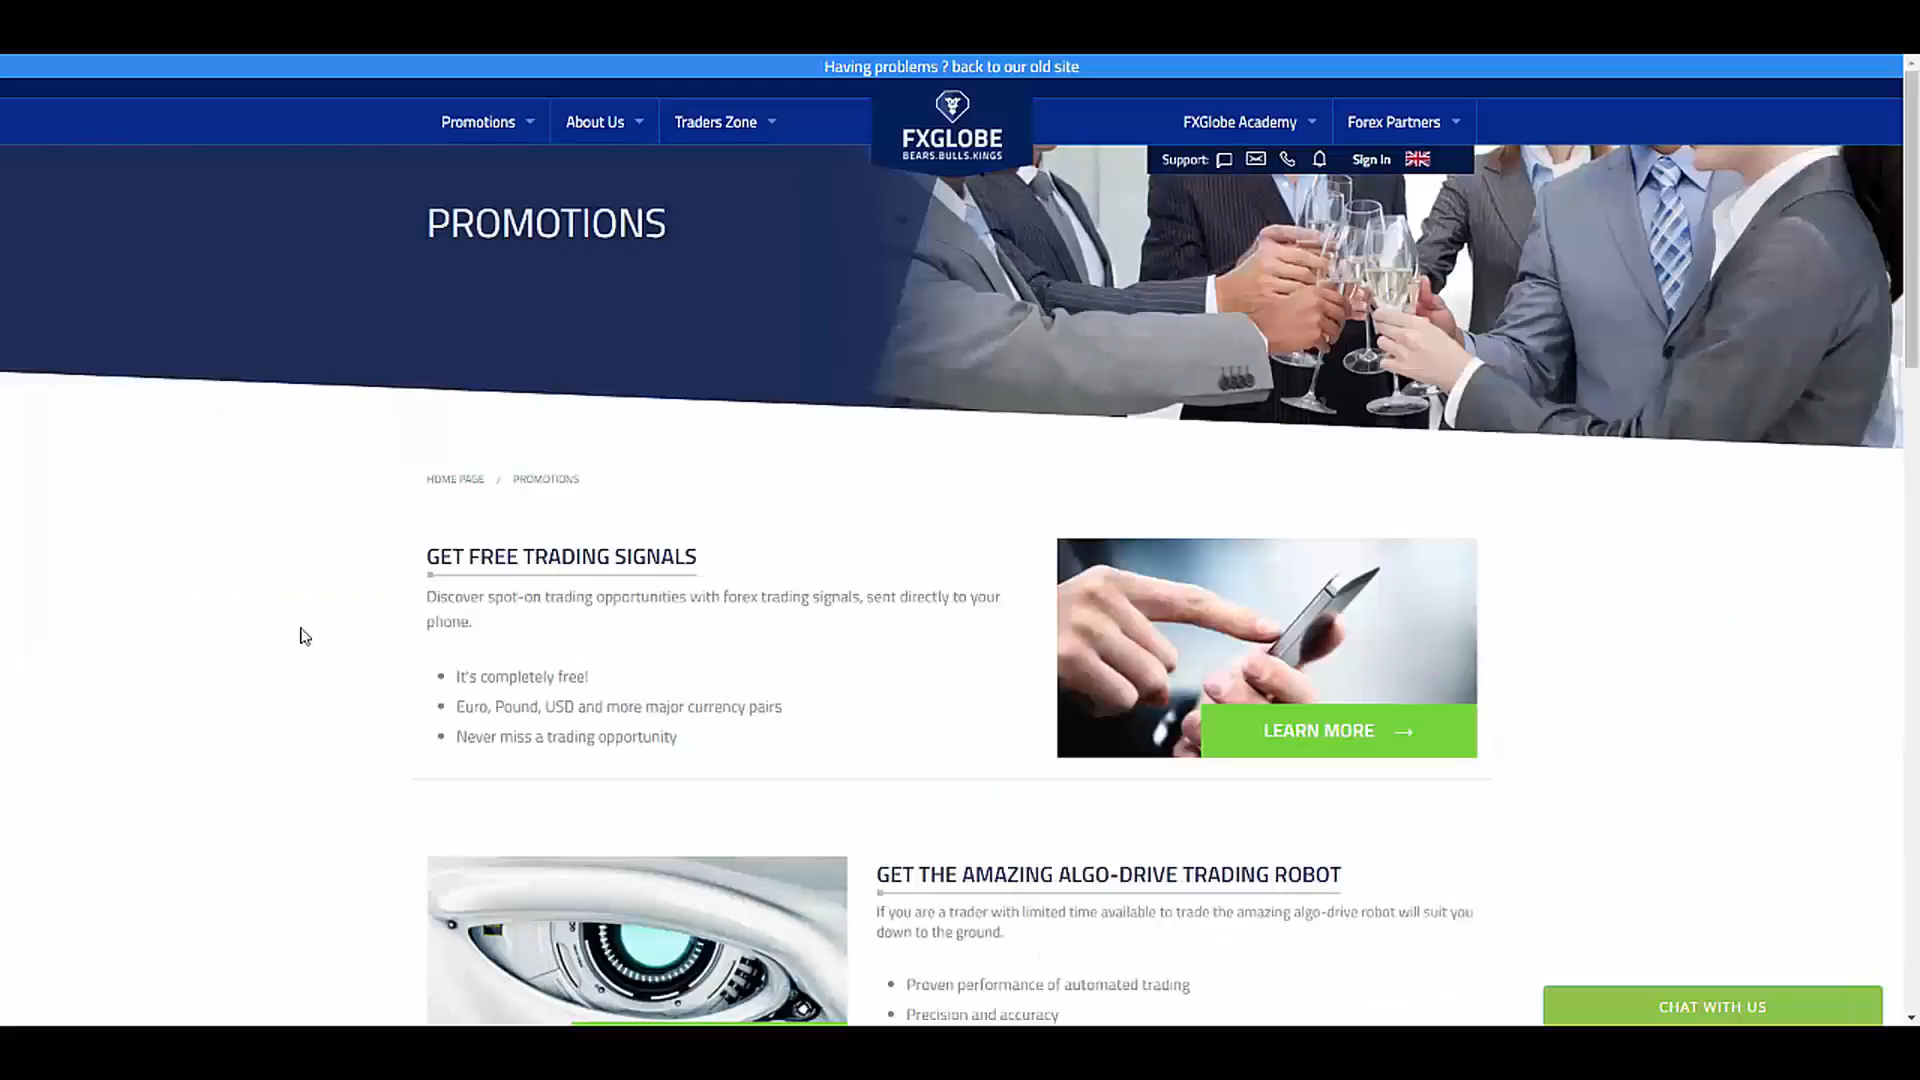 Having problems ? back to our old site
Promotions
About Us
Traders Zone
FXGLOBE
BEARS.BULLS.KINGS
FXGlobe Academy
Forex Partners
Support:
Sign In
PROMOTIONS
HOME PAGE / PROMOTIONS
GET FREE TRADING SIGNALS
Discover spot-on trading opportunities with forex trading signals, sent directly to your
phone.
It's completely free!
Euro, Pound, USD and more major currency pairs
Never miss a trading opportunity
LEARN MORE →
GET THE AMAZING ALGO-DRIVE TRADING ROBOT
If you are a trader with limited time available to trade the amazing algo-drive robot will suit you
down to the ground.
Proven performance of automated trading
Precision and accuracy
CHAT WITH US